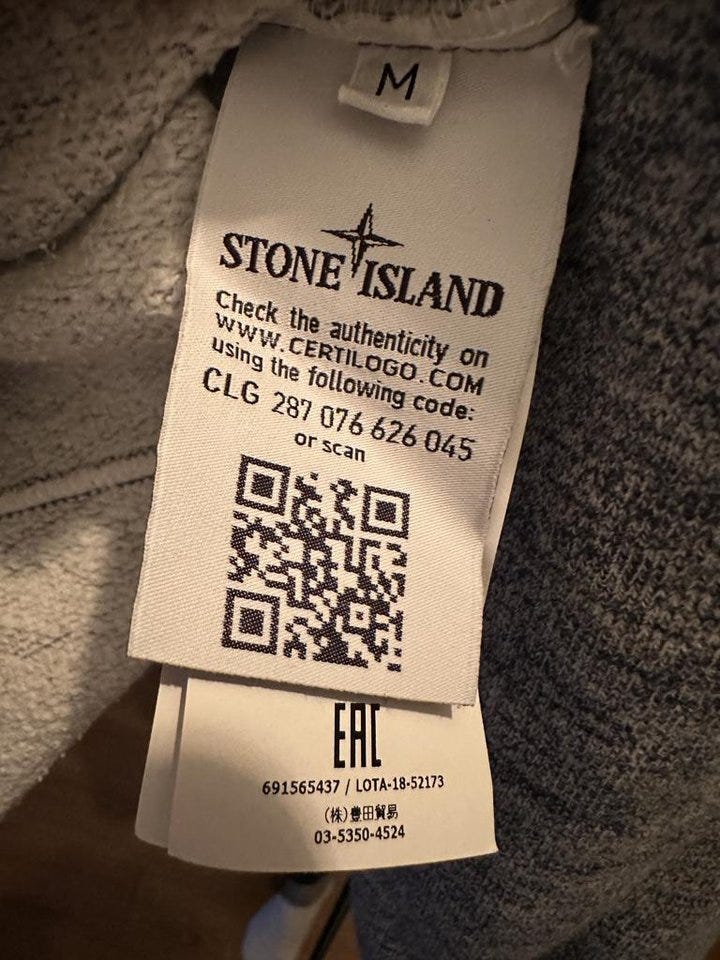 M
STONE ISLAND
Check the authenticity on
WWW.CERTILOGO.COM
using the following code:
CLG 287 076 626 045
or scan
EAC
691565437 / LOTA-18-52173
(株)豊田貿易
03-5350-4524